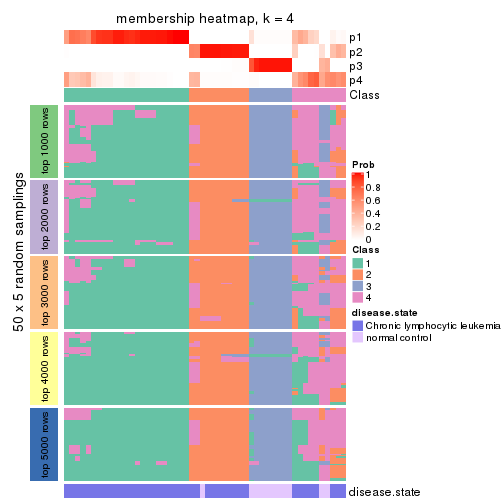 membership heatmap, k = 4
p1
p2
p3
p4
Class
50 x 5 random samplings
top 1000 rows
top 2000 rows
top 3000 rows
top 4000 rows
top 5000 rows
disease.state
Prob
1
0.8
0.6
0.4
0.2
0
Class
1
2
3
4
disease.state
Chronic lymphocytic leukemia
normal control